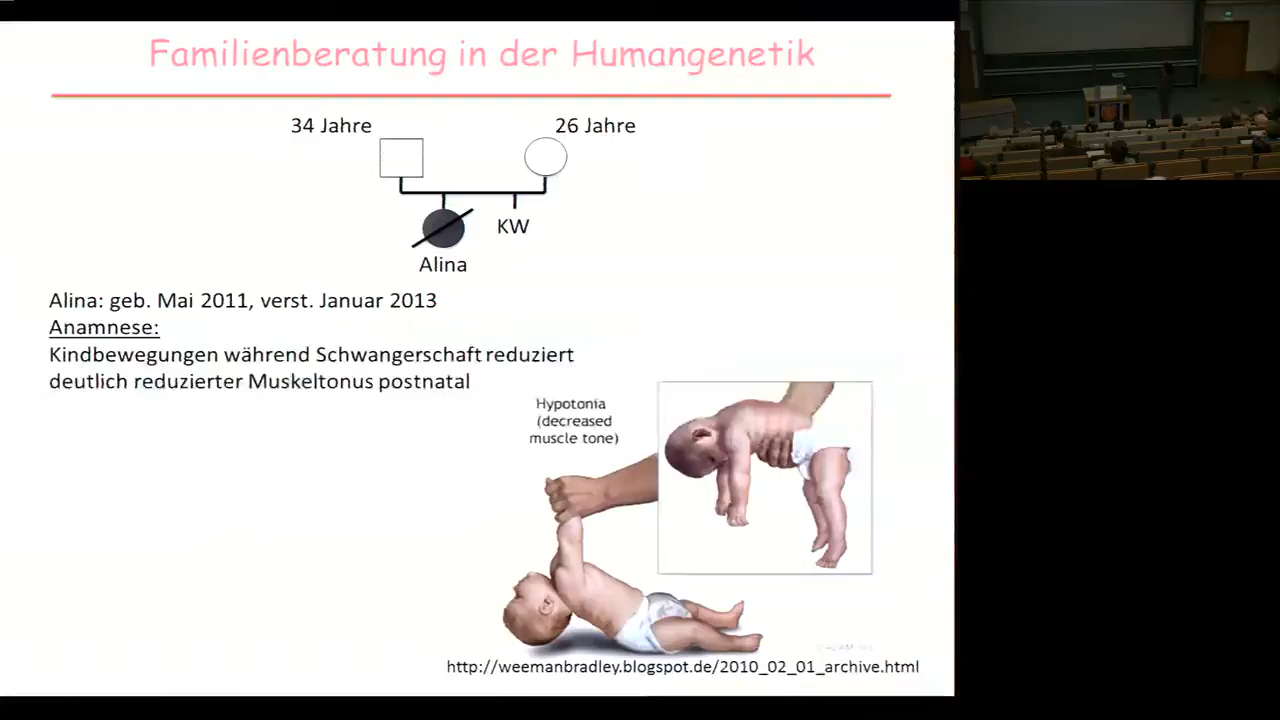 Familienberatung in der Humangenetik
34 Jahre
26 Jahre
KW
Alina
Alina: geb. Mai 2011, verst. Januar 2013
Anamnese:
Kindbewegungen während Schwangerschaft reduziert
deutlich reduzierter Muskeltonus postnatal
Hypotonia
(decreased
muscle tone)
http://weemanbradley.blogspot.de/2010_02_01_archive.html